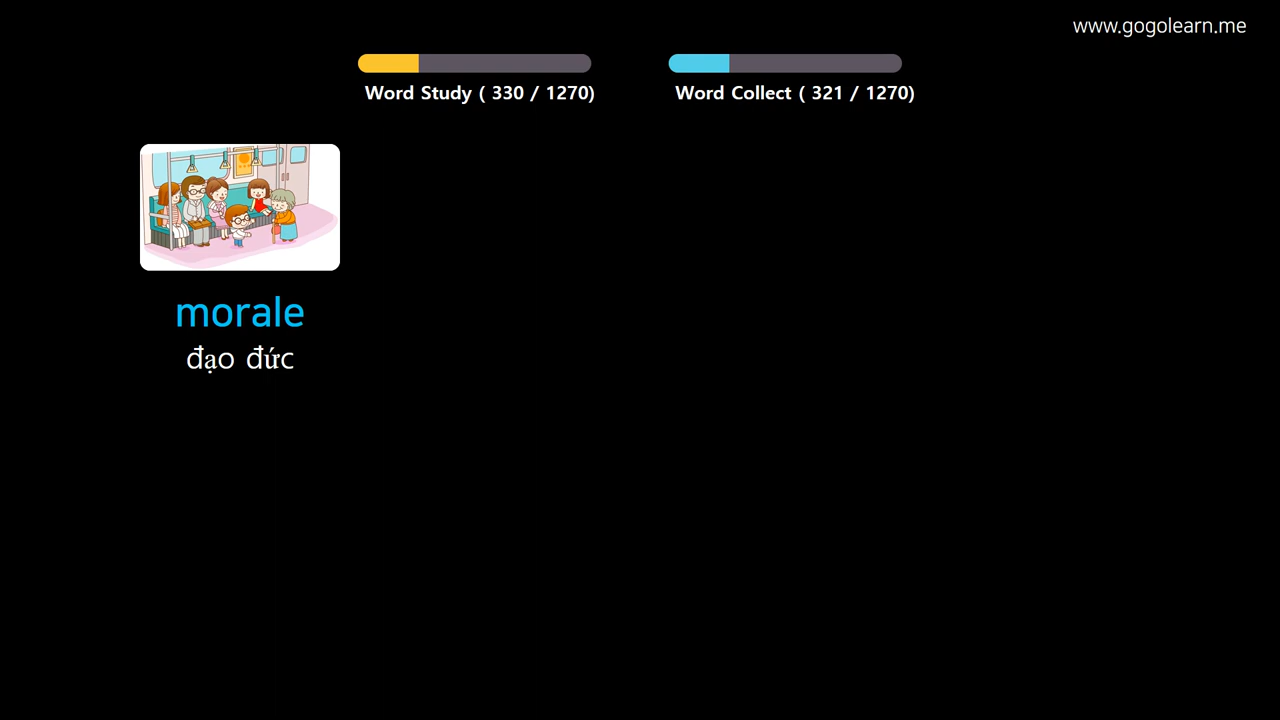 www.gogolearn.me
Word Study ( 330 / 1270)
Word Collect ( 321 / 1270)
morale
đạo đức